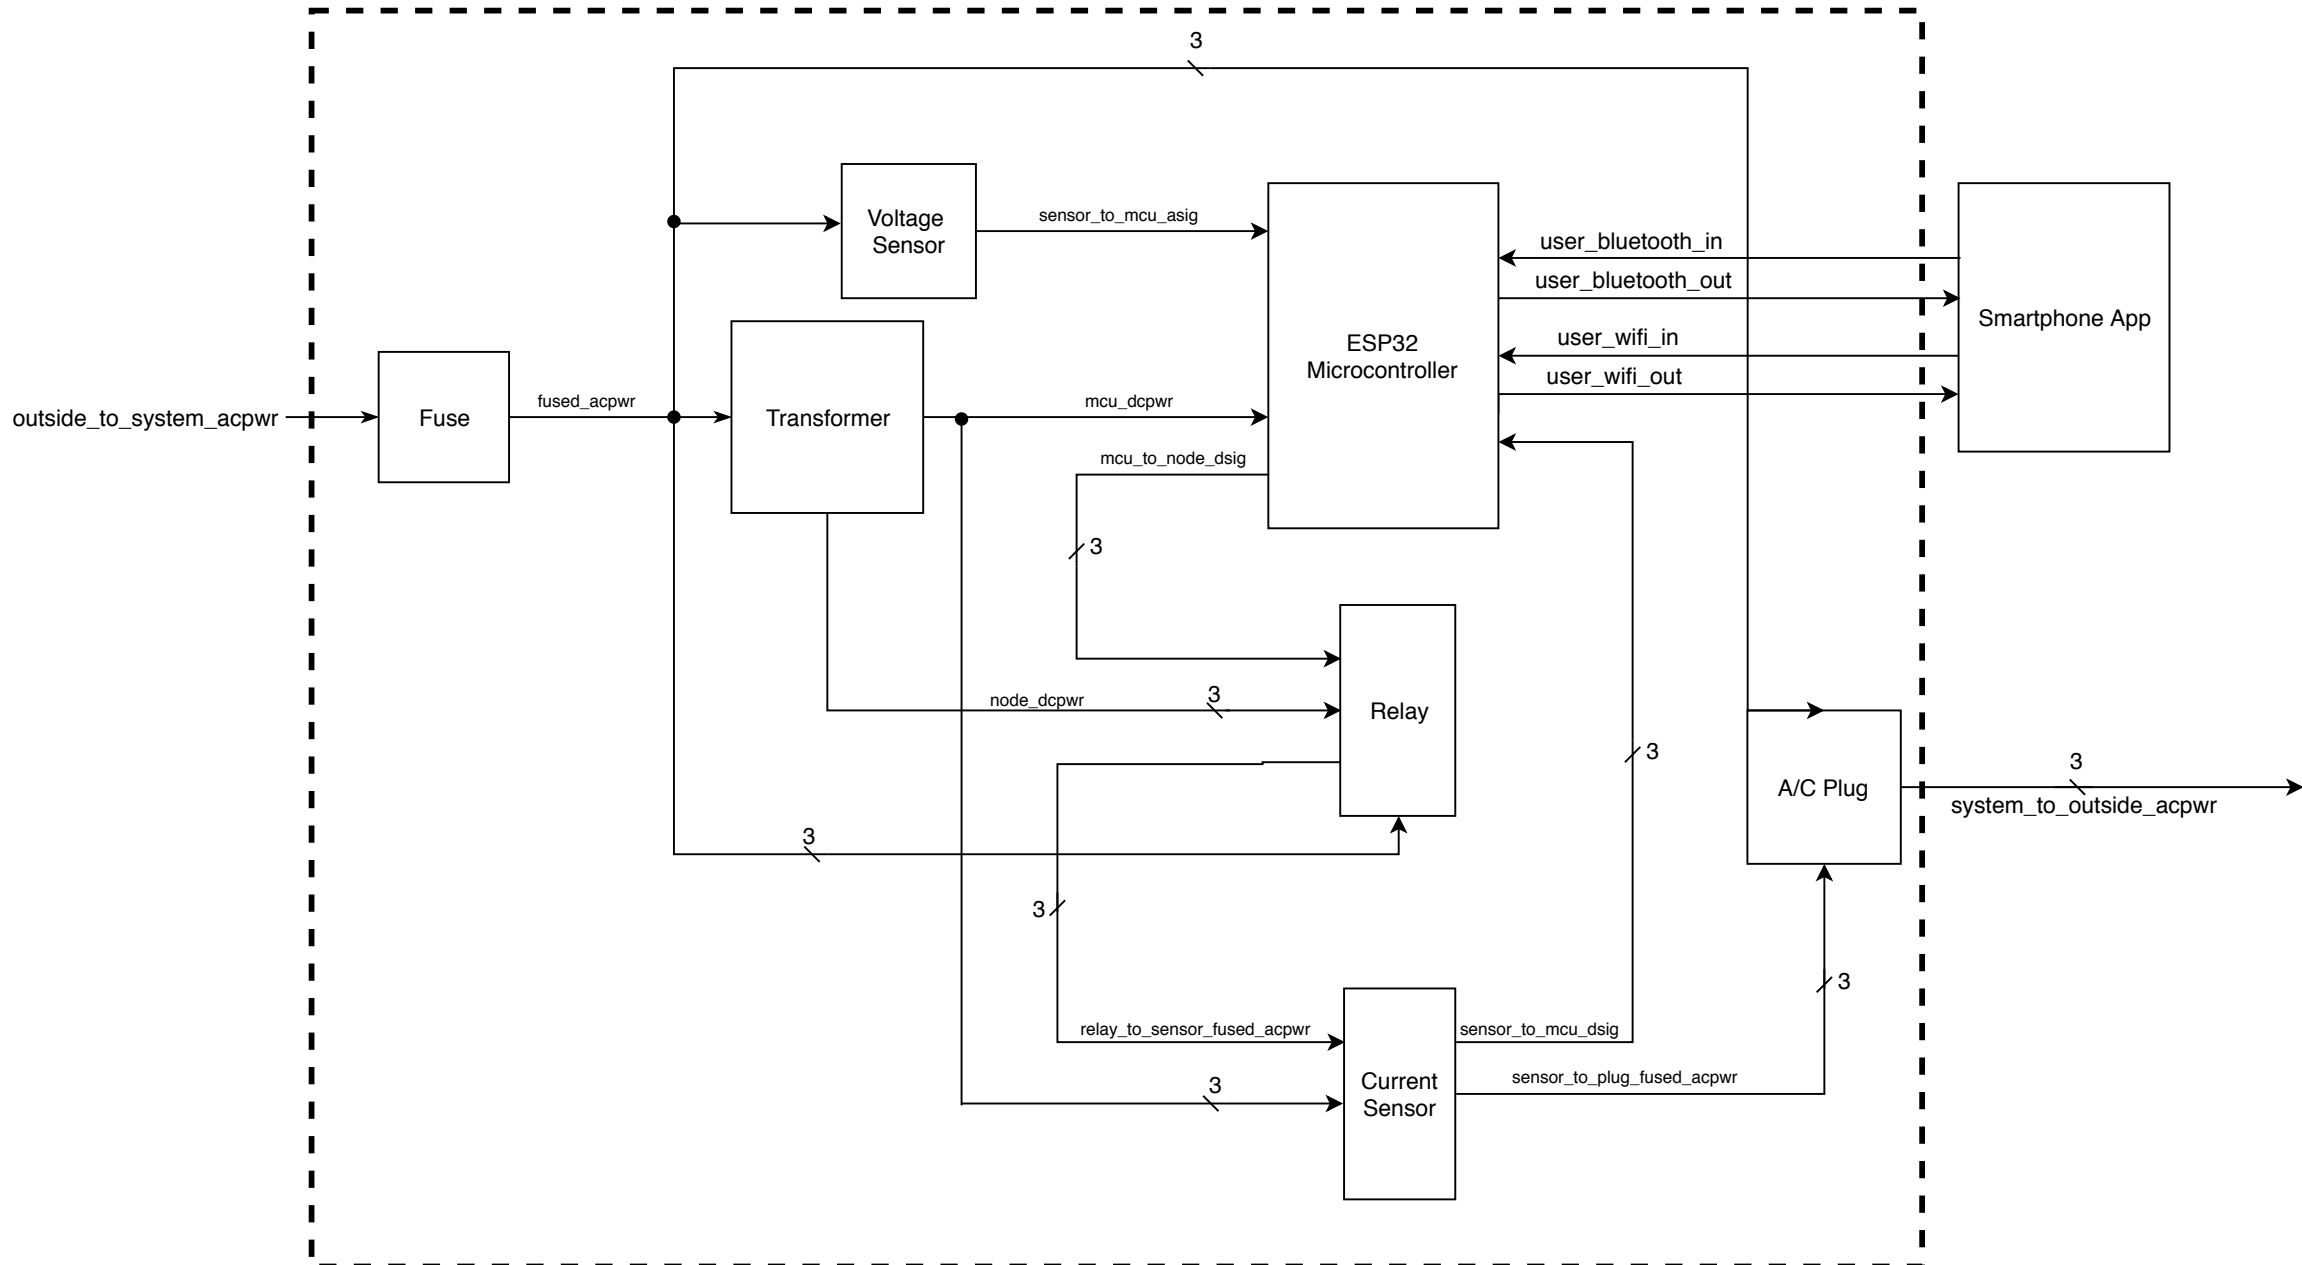 3
Voltage
Sensor
sensor_to_mcu_asig
user_bluetooth_in
user_bluetooth_out
user_wifi_in
user_wifi_out
Smartphone App
ESP32
Microcontroller
outside_to_system_acpwr
Fuse
fused_acpwr
Transformer
mcu_dcpwr
mcu_to_node_dsig
3
node_dcpwr
3
Relay
3
3
3
A/C Plug
3
system_to_outside_acpwr
3
relay_to_sensor_fused_acpwr
sensor_to_mcu_dsig
sensor_to_plug_fused_acpwr
3
Current
Sensor